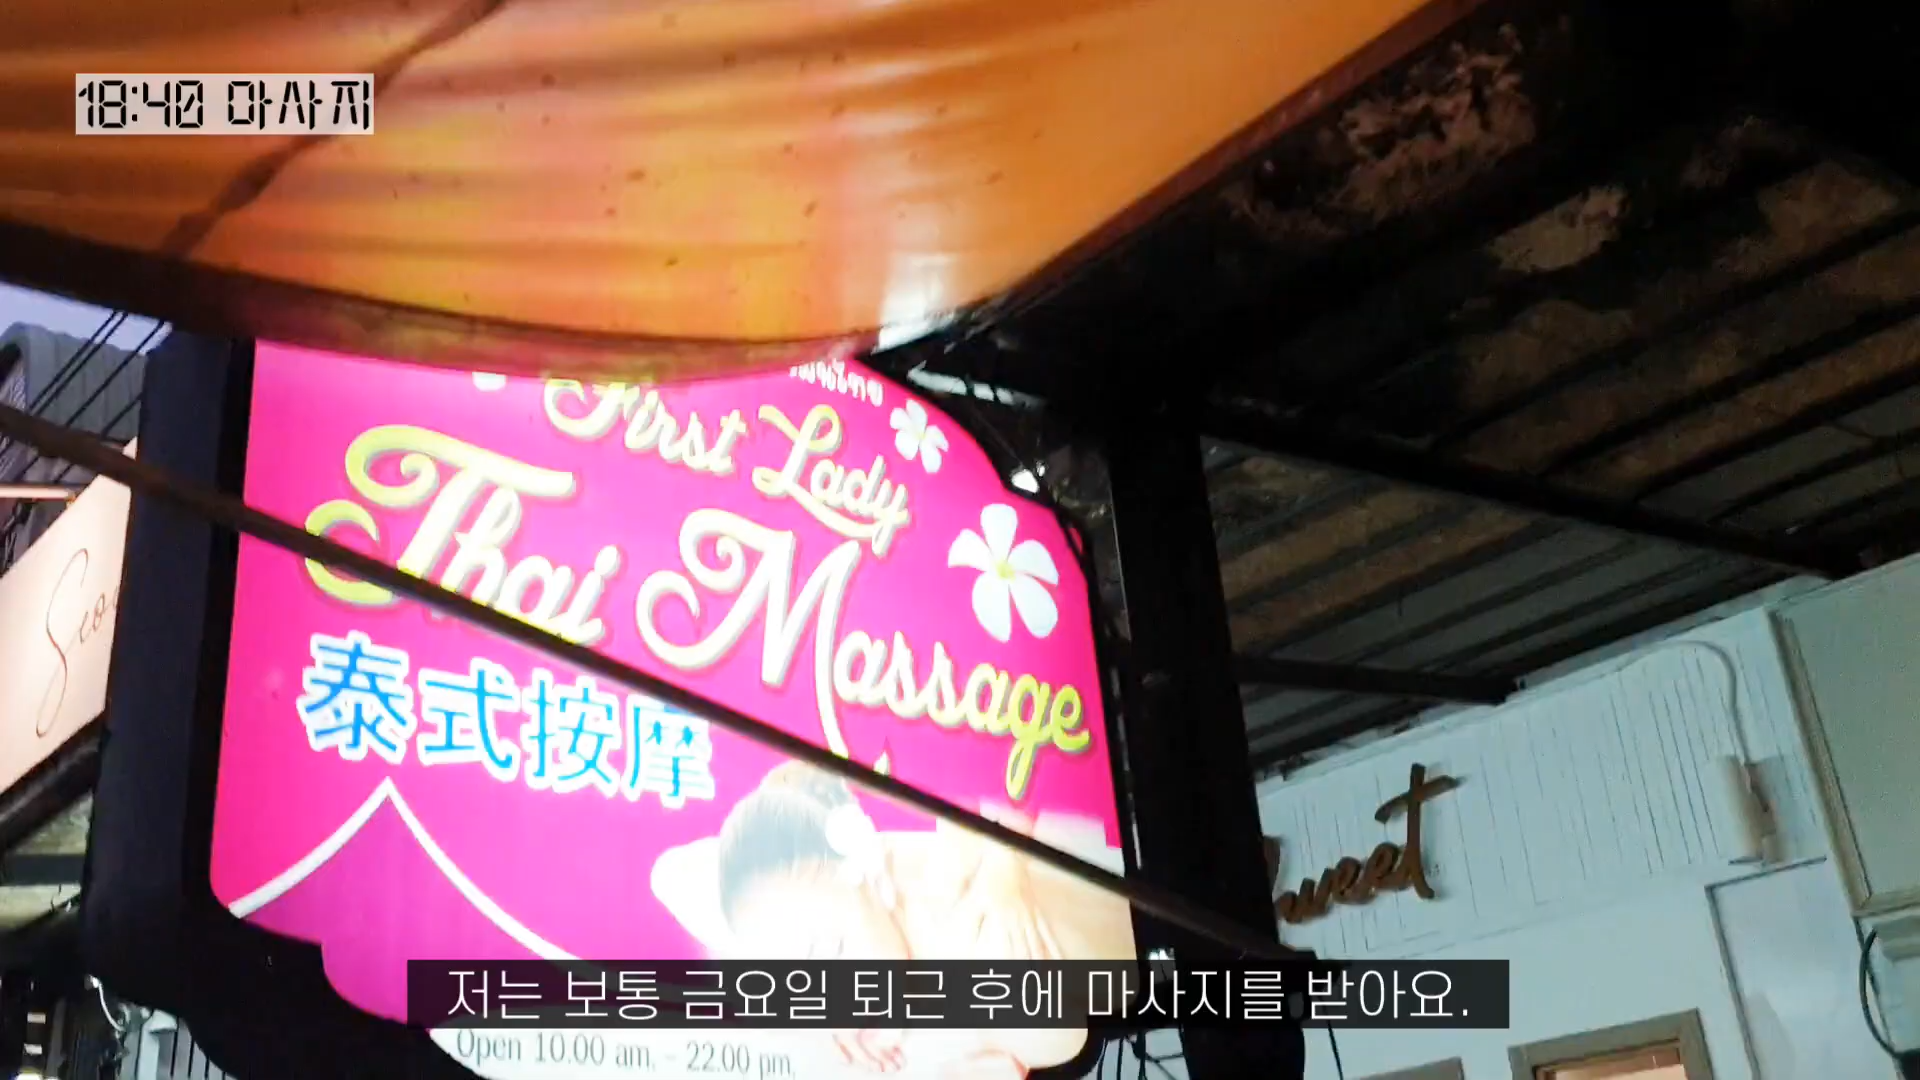 18:40 마사지
First Lady
Thai Massage
泰式按摩
Sweet
저는 보통 금요일 퇴근 후에 마사지를 받아요.
Open 10.00 am. - 22.00 pm.